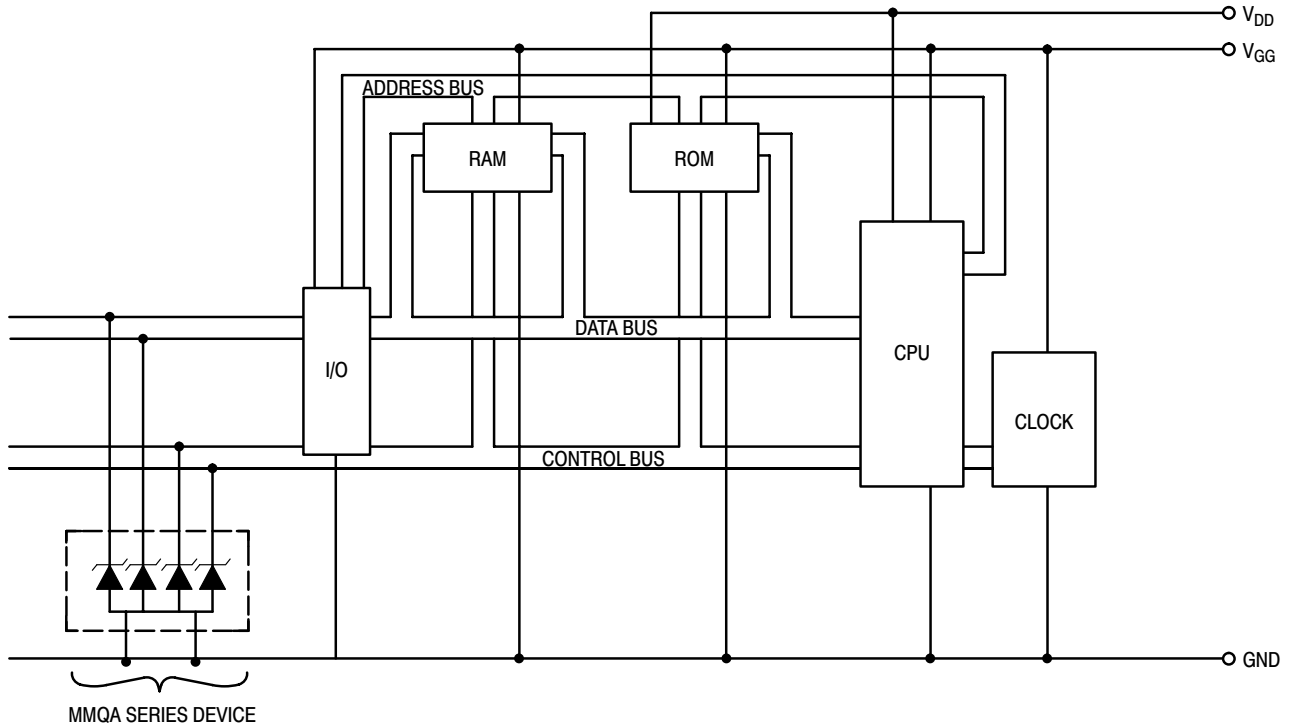 V_DD
V_GG
ADDRESS BUS
RAM
ROM
DATA BUS
I/O
CPU
CLOCK
CONTROL BUS
GND
MMQA SERIES DEVICE